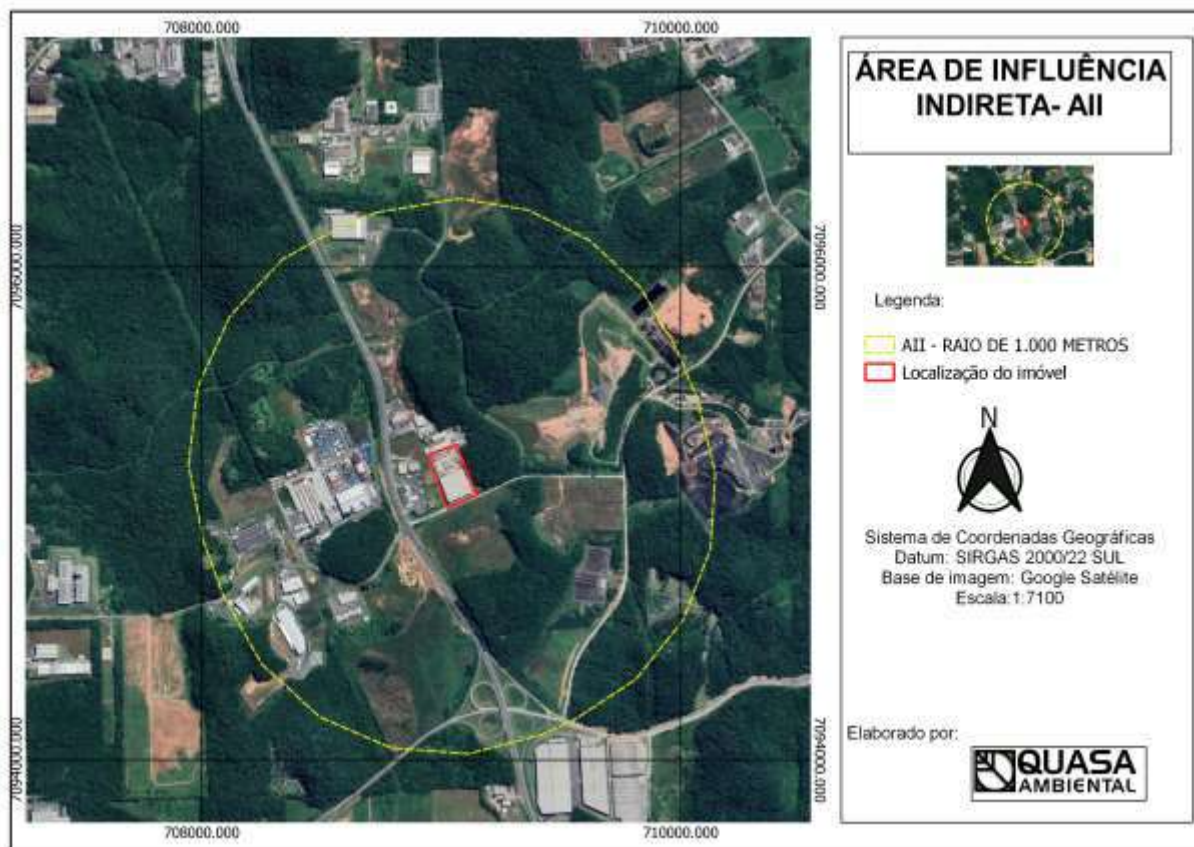 708000.000
710000.000
7096000.000
7096000.000
7094000.000
7094000.000
708000.000
710000.000
ÁREA DE INFLUÊNCIA
INDIRETA- AII
Legenda:
AII - RAIO DE 1.000 METROS
Localização do imóvel
N
Sistema de Coordenadas Geográficas
Datum: SIRGAS 2000/22 SUL
Base de imagem: Google Satélite
Escala:1:7100
Elaborado por:
QUASA
AMBIENTAL